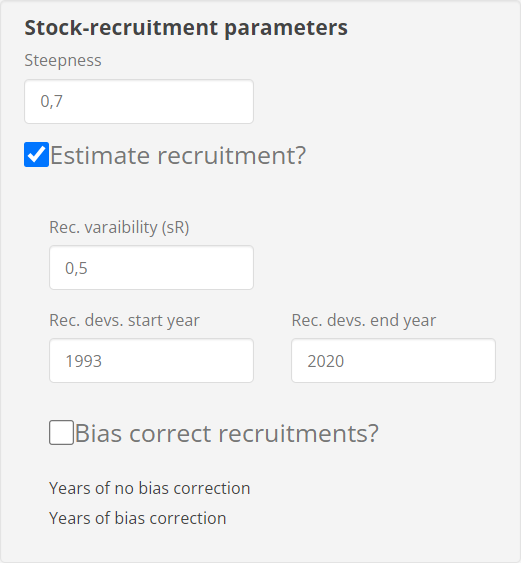 Stock-recruitment parameters
Steepness
0,7
Estimate recruitment?
Rec. varaibility (sR)
0,5
Rec. devs. start year
Rec. devs. end year
1993
2020
Bias correct recruitments?
Years of no bias correction
Years of bias correction